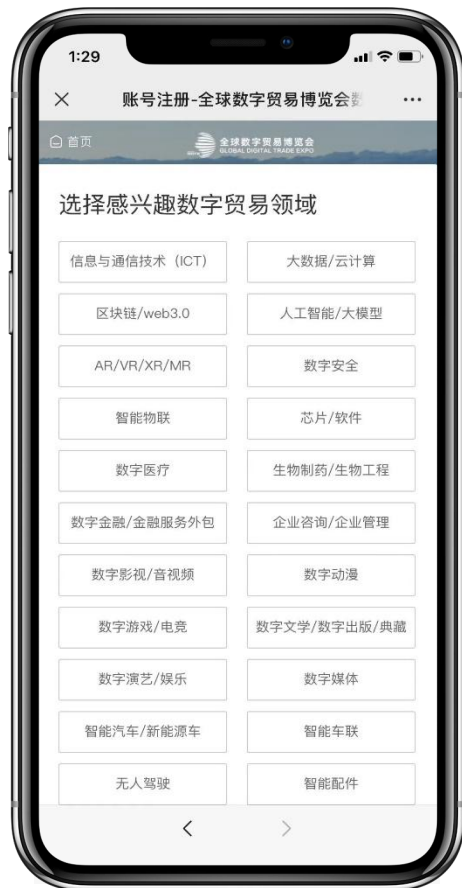 1:29
账号注册-全球数字贸易博览会数
首页
全球数字贸易博览会
GLOBAL DIGITAL TRADE EXPO
选择感兴趣数字贸易领域
信息与通信技术（ICT） 大数据/云计算
区块链/web3.0 人工智能/大模型
AR/VR/XR/MR 数字安全
智能物联 芯片/软件
数字医疗 生物制药/生物工程
数字金融/金融服务外包 企业咨询/企业管理
数字影视/音视频 数字动漫
数字游戏/电竞 数字文学/数字出版/典藏
数字演艺/娱乐 数字媒体
智能汽车/新能源车 智能车联
无人驾驶 智能配件